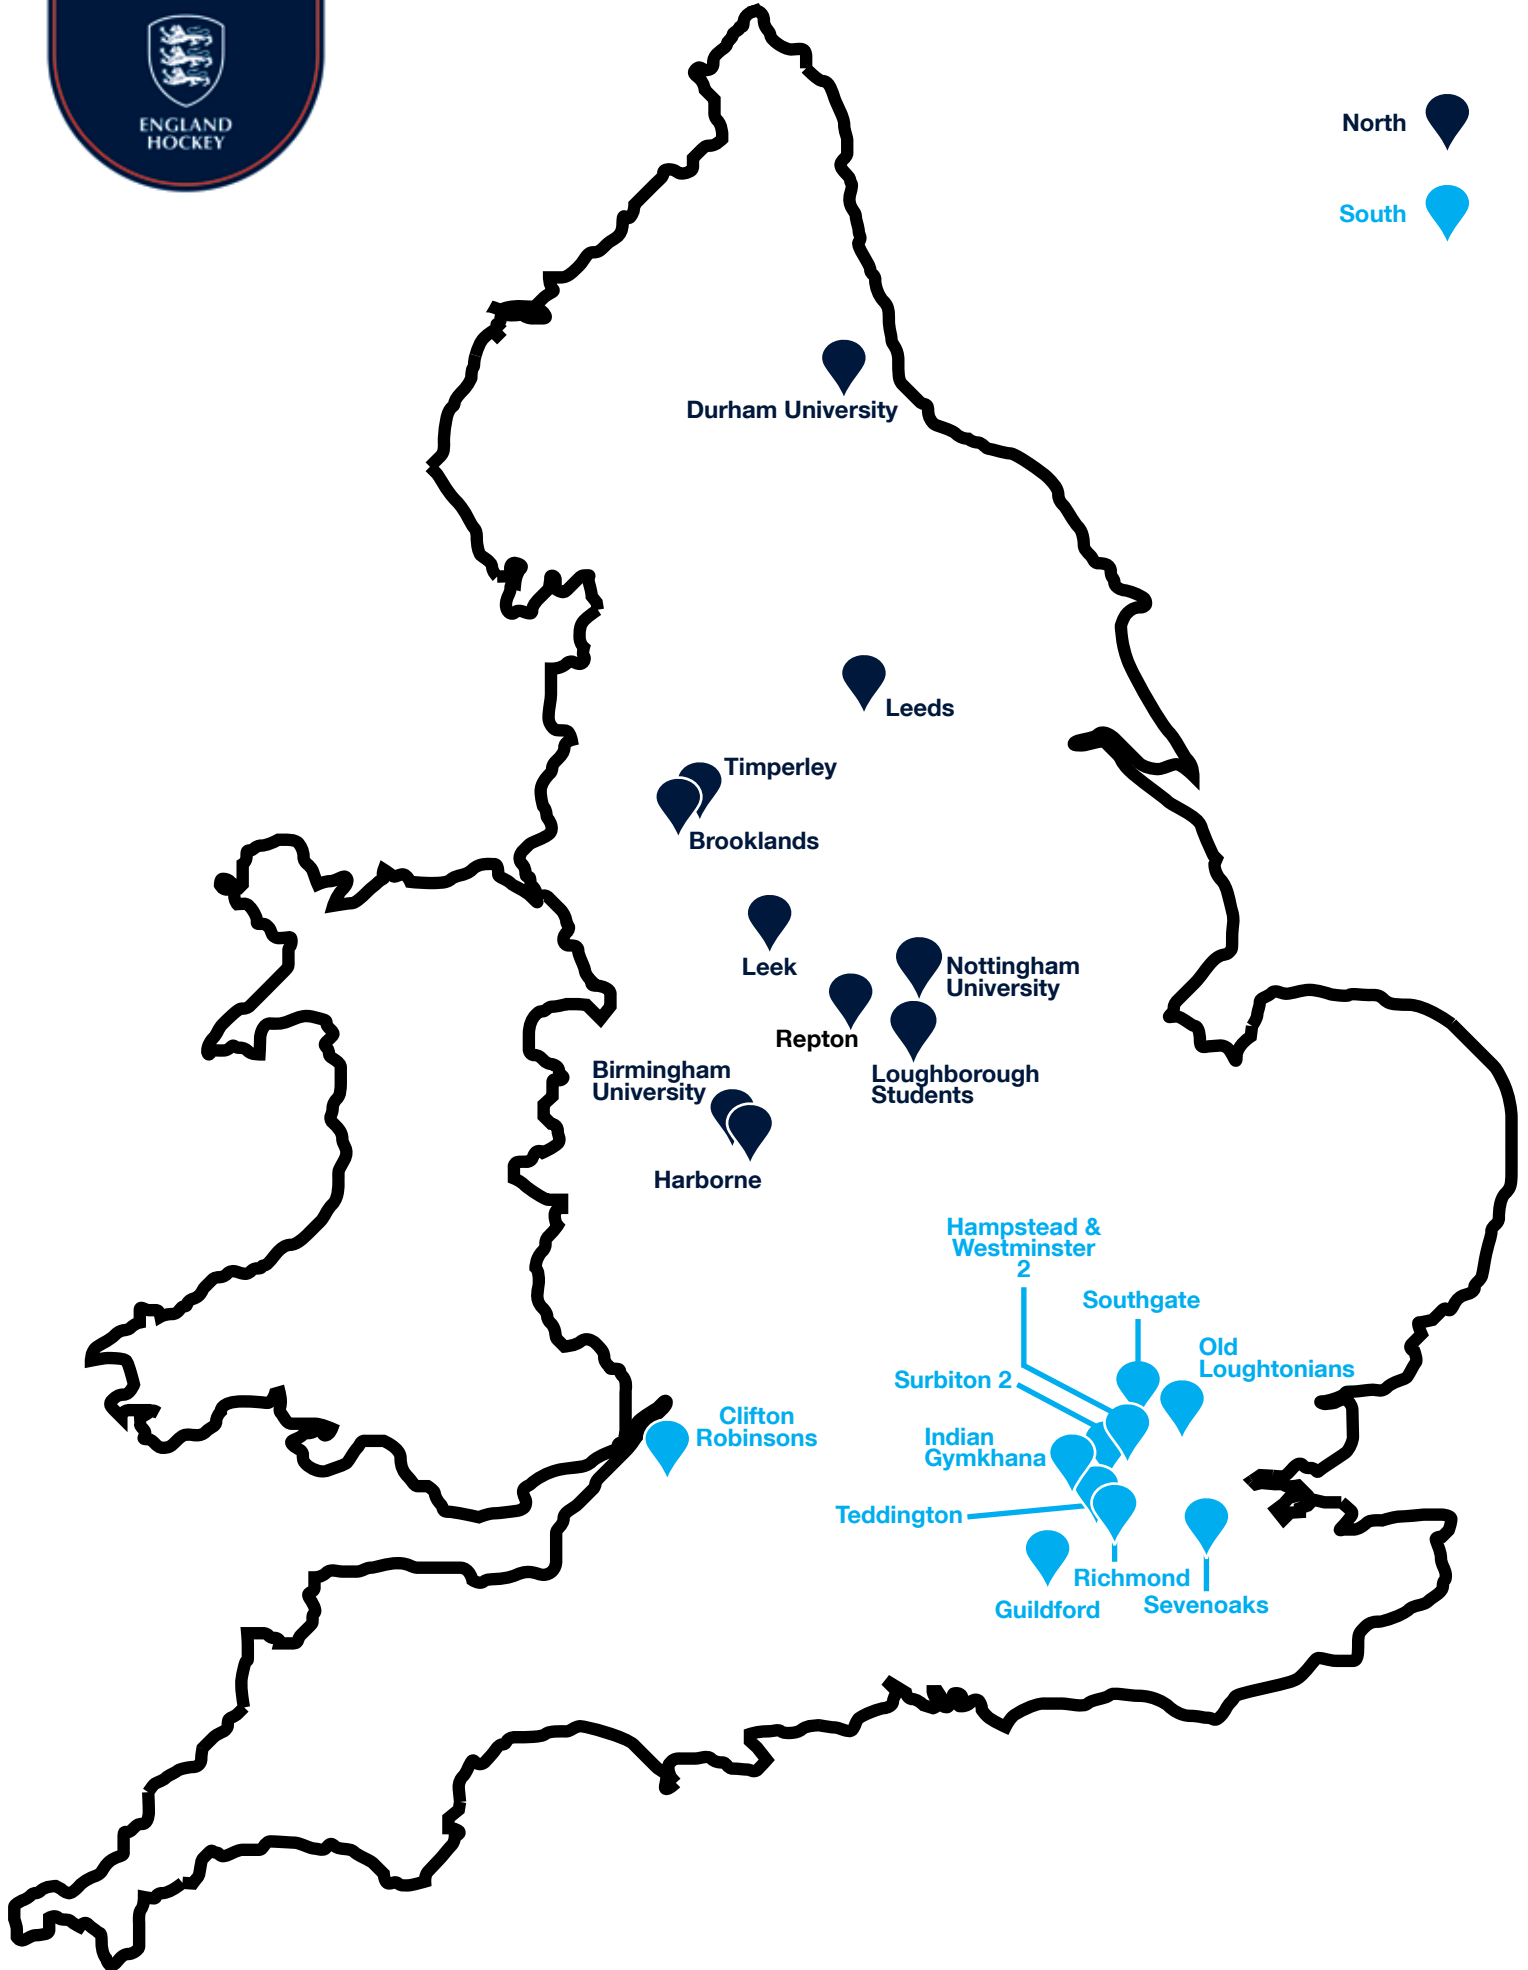 ENGLAND
HOCKEY
North
South
Durham University
Leeds
Timperley
Brooklands
Leek
Nottingham
University
Repton
Loughborough
Students
Birmingham
University
Harborne
Hampstead &
Westminster
2
Southgate
Old
Loughtonians
Surbiton 2
Clifton
Robinsons
Indian
Gymkhana
Teddington
Richmond
Sevenoaks
Guildford